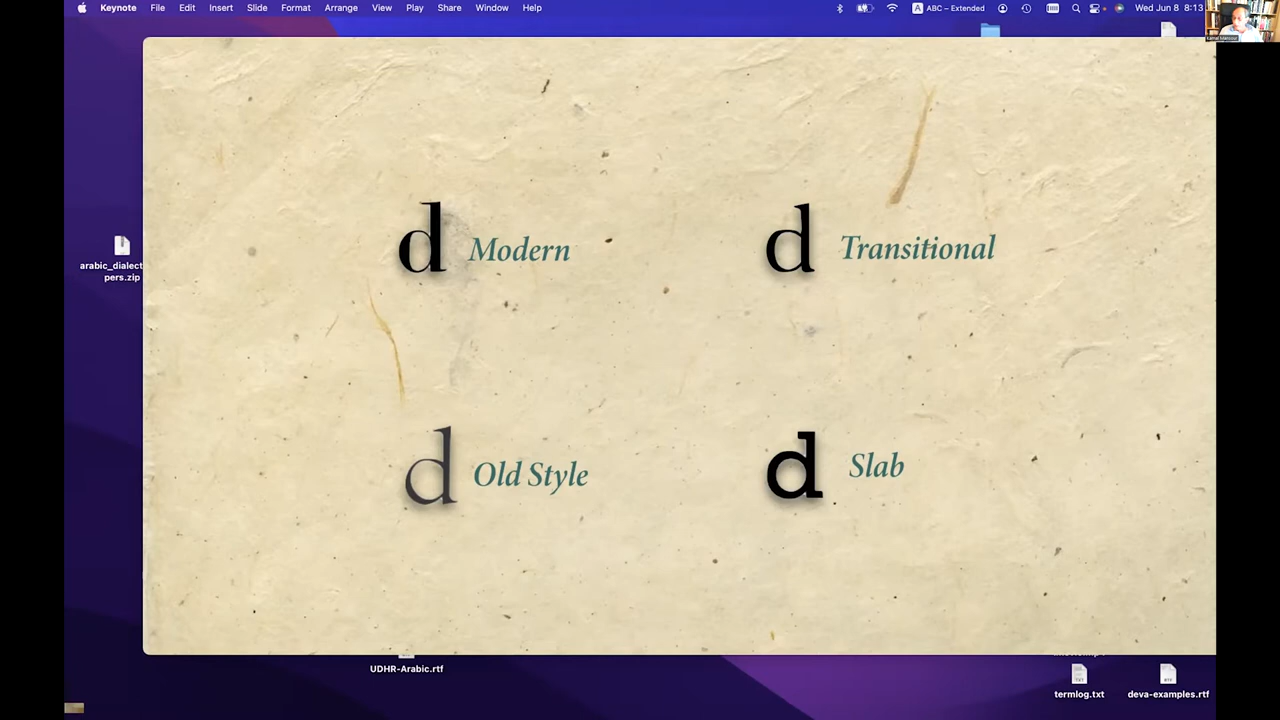 Keynote File Edit Insert Slide Format Arrange View Play Share Window Help
ABC – Extended Wed Jun 8 8:13
arabic_dialect
pers.zip
d Modern
d Transitional
d Old Style
d Slab
UDHR-Arabic.rtf
termlog.txt
deva-examples.rtf